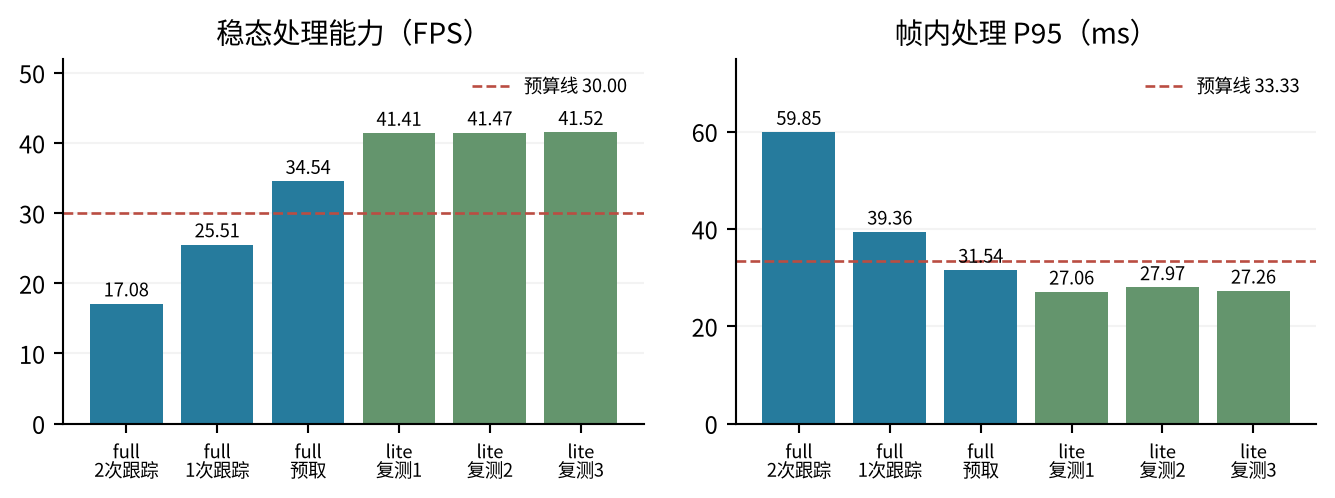 稳态处理能力（FPS）
预算线 30.00
50
40
30
20
10
0
17.08
25.51
34.54
41.41
41.47
41.52
full
2次跟踪
full
1次跟踪
full
预取
lite
复测1
lite
复测2
lite
复测3
帧内处理 P95（ms）
预算线 33.33
60
40
20
0
59.85
39.36
31.54
27.06
27.97
27.26
full
2次跟踪
full
1次跟踪
full
预取
lite
复测1
lite
复测2
lite
复测3